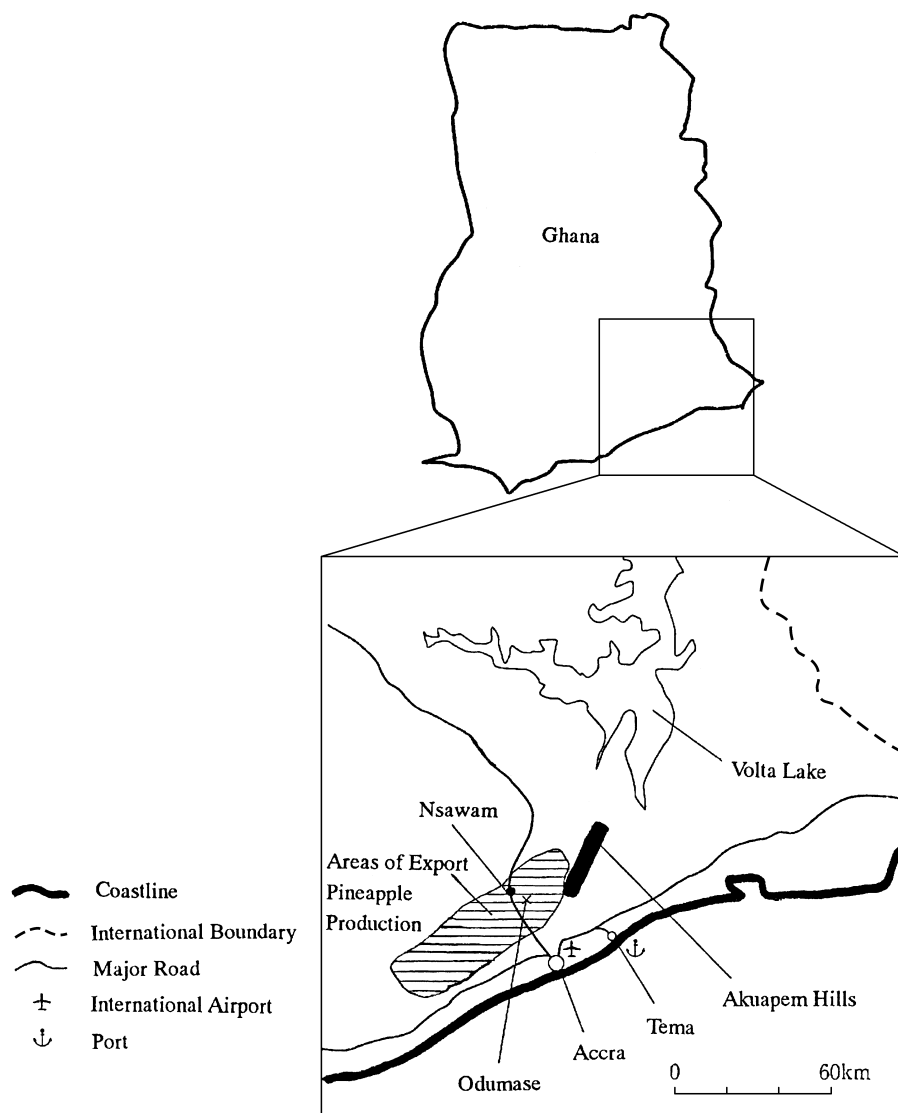 Ghana
Volta Lake
Nsawam
Areas of Export
Pineapple
Production
Akuapem Hills
Tema
Accra
Odumase
0 60km
Coastline
International Boundary
Major Road
International Airport
Port